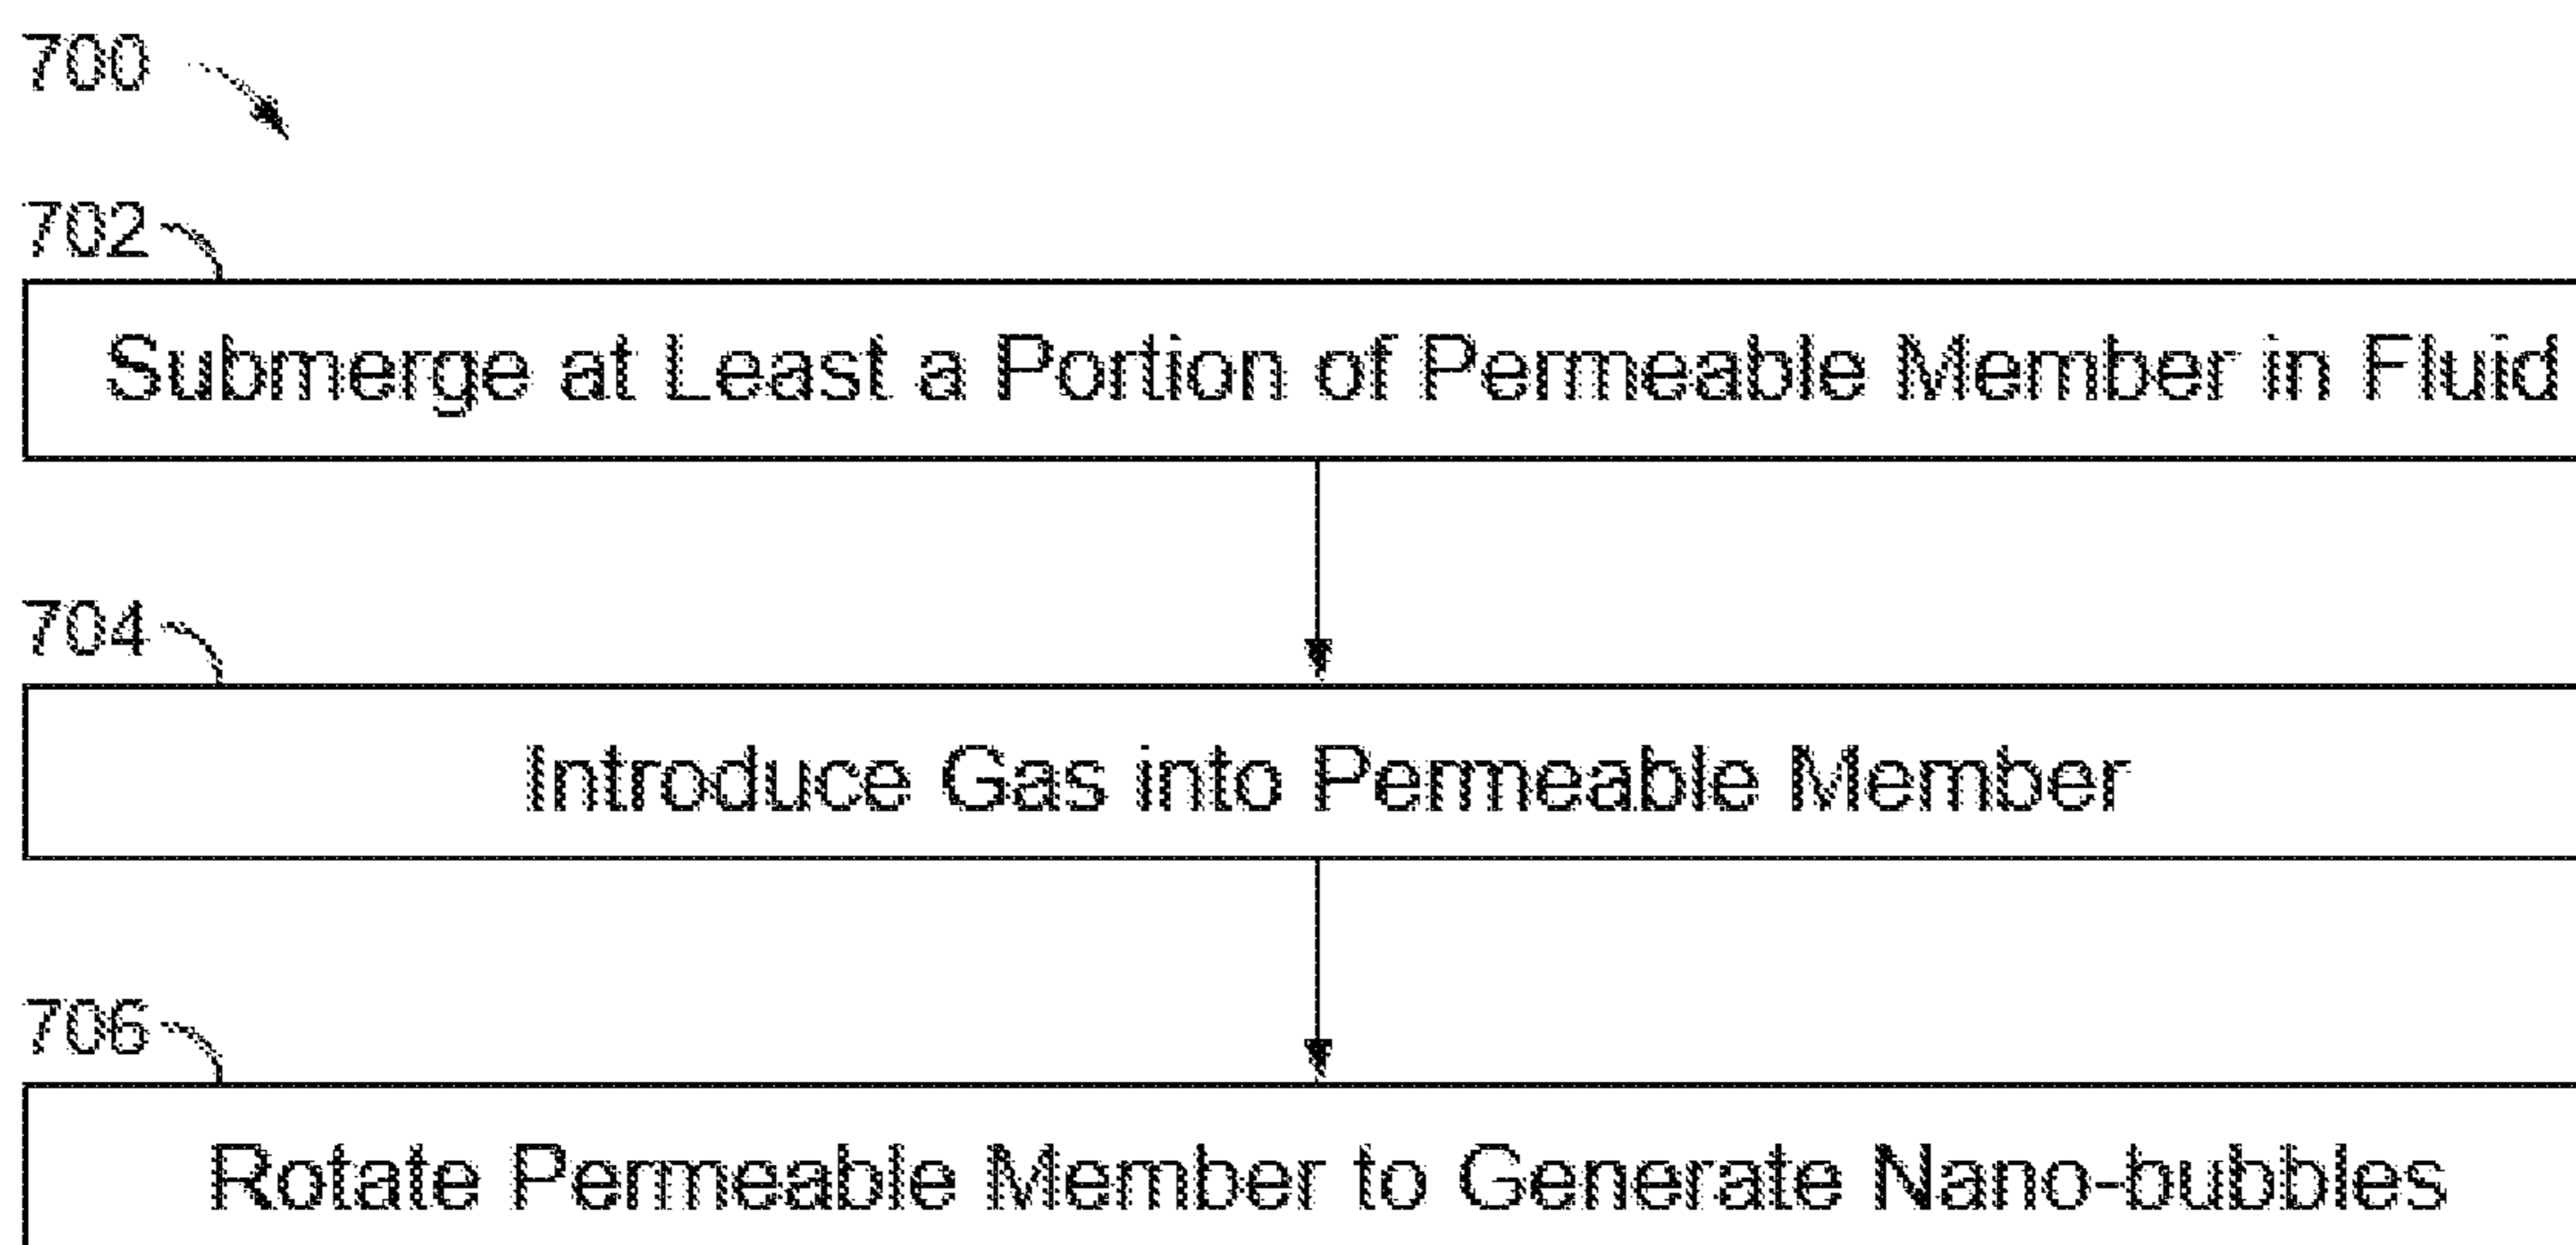 700
702
Submerge at Least a Portion of Permeable Member in Fluid
704
Introduce Gas into Permeable Member
706
Rotate Permeable Member to Generate Nano-bubbles